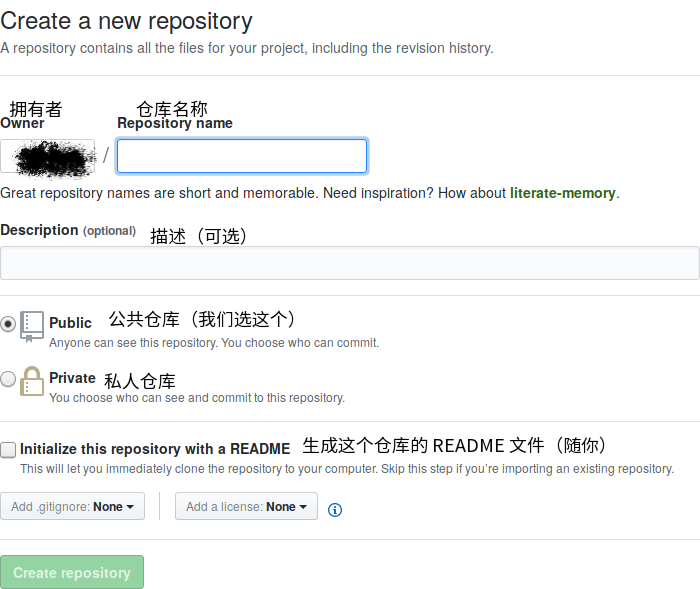 Create a new repository
A repository contains all the files for your project, including the revision history.
拥有者 仓库名称
Owner Repository name
/
Great repository names are short and memorable. Need inspiration? How about literate-memory.
Description (optional) 描述（可选）
Public 公共仓库（我们选这个）
Anyone can see this repository. You choose who can commit.
Private 私人仓库
You choose who can see and commit to this repository.
Initialize this repository with a README 生成这个仓库的 README 文件（随你）
This will let you immediately clone the repository to your computer. Skip this step if you’re importing an existing repository.
Add .gitignore: None Add a license: None
Create repository